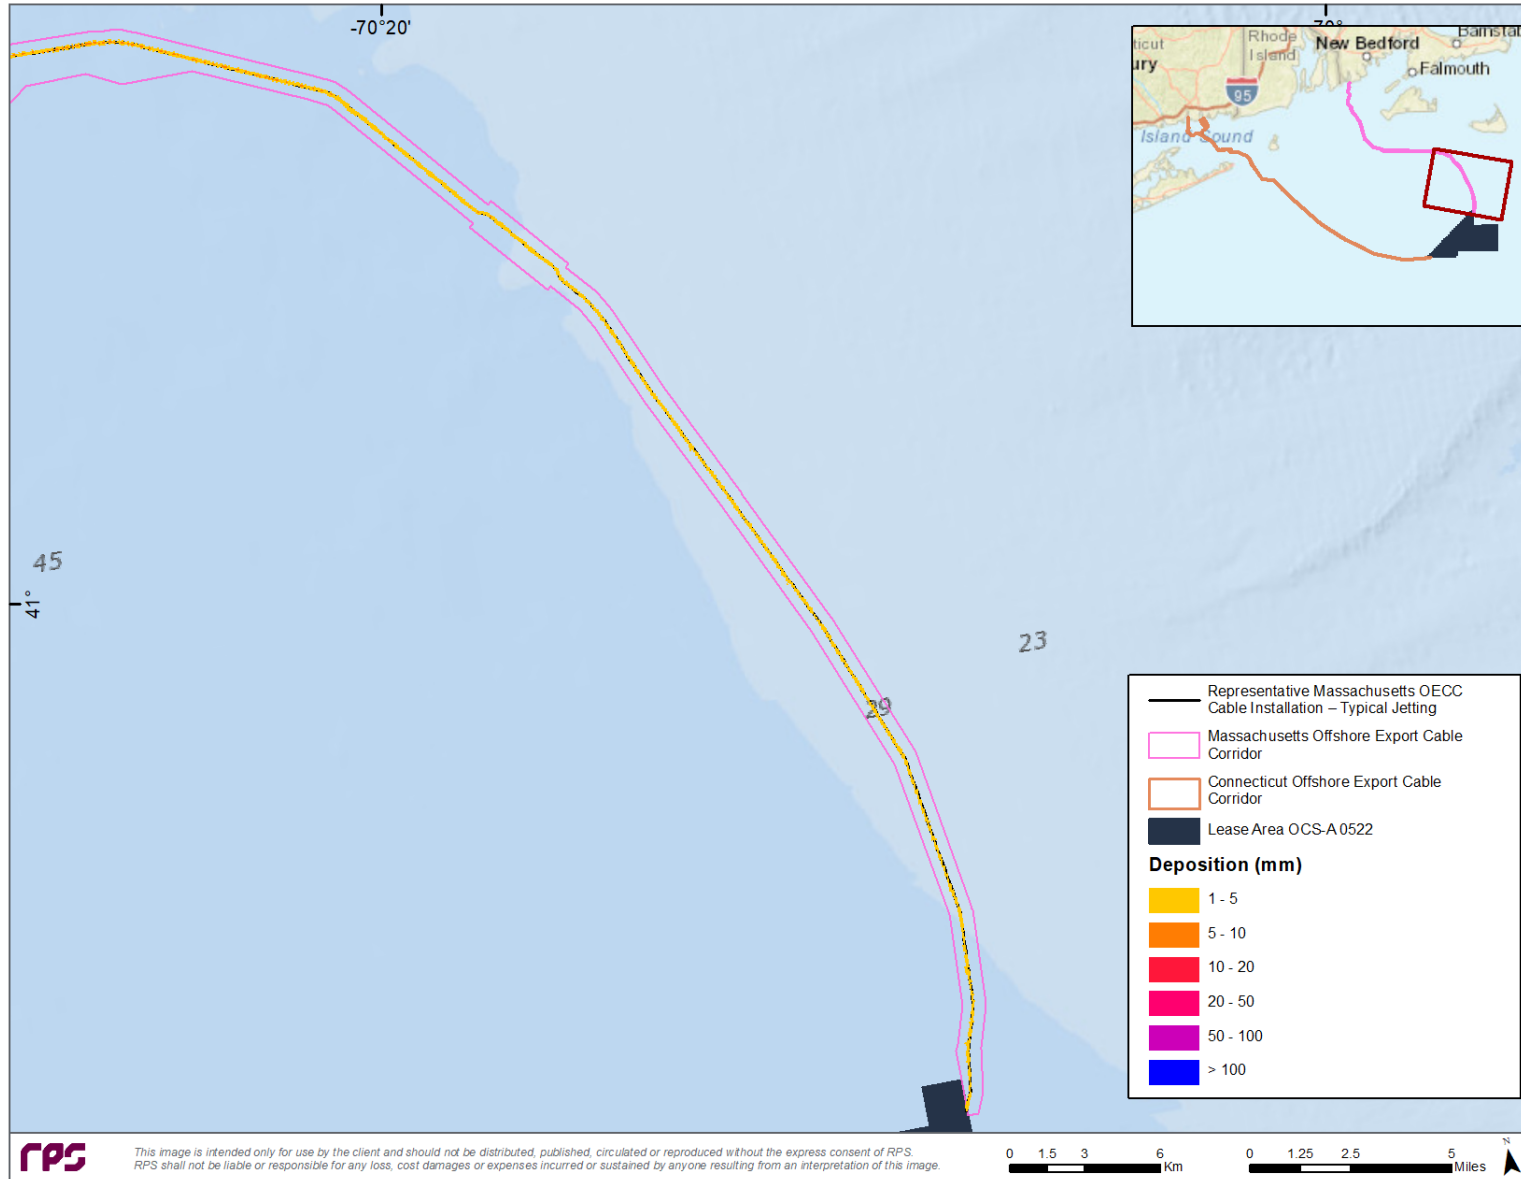 -70°20'
-70°
ticut
ury
Rhode
Island
New Bedford
Barnstab
Falmouth
95
Island Sound
45
41°
23
29
Representative Massachusetts OECC
Cable Installation – Typical Jetting
Massachusetts Offshore Export Cable
Corridor
Connecticut Offshore Export Cable
Corridor
Lease Area OCS-A 0522
Deposition (mm)
1 - 5
5 - 10
10 - 20
20 - 50
50 - 100
> 100
rps
This image is intended only for use by the client and should not be distributed, published, circulated or reproduced without the express consent of RPS.
RPS shall not be liable or responsible for any loss, cost damages or expenses incurred or sustained by anyone resulting from an interpretation of this image.
0 1.5 3 6
Km
0 1.25 2.5 5
Miles
N